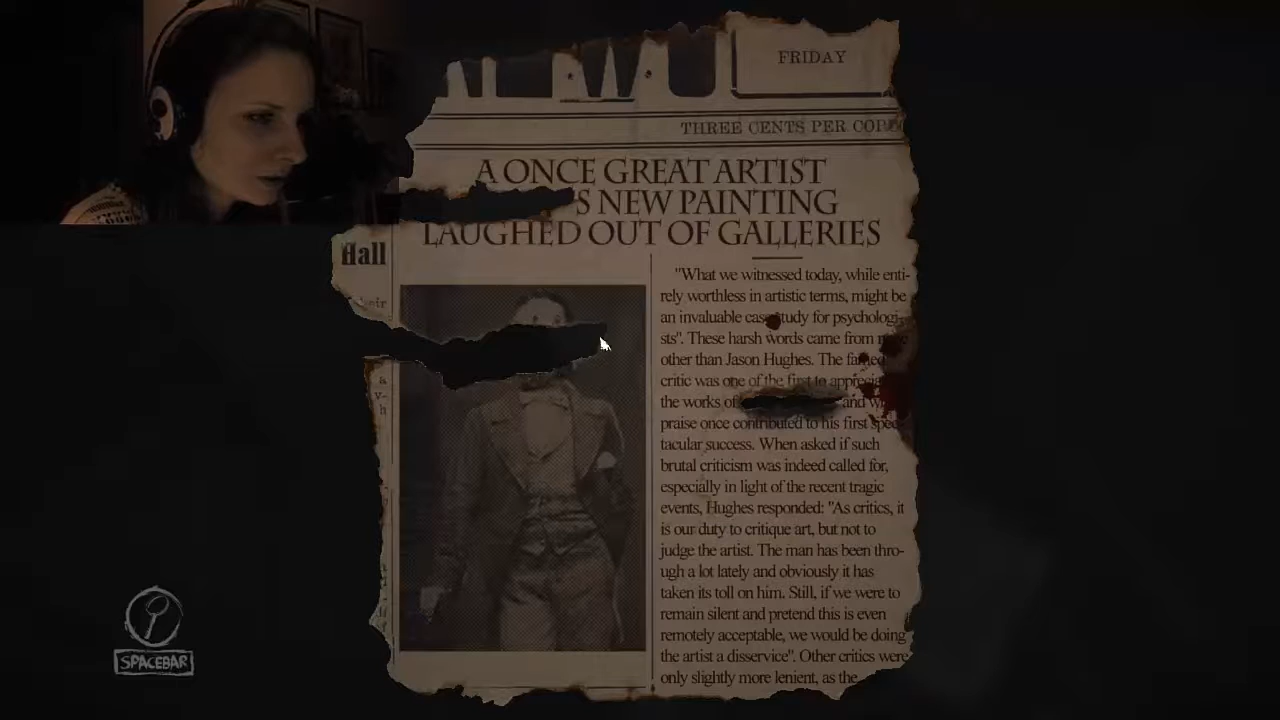 FRIDAY
THREE CENTS PER COPY
A ONCE GREAT ARTIST
'S NEW PAINTING
LAUGHED OUT OF GALLERIES
Hall
"What we witnessed today, while enti-
rely worthless in artistic terms, might be
an invaluable case study for psychologi-
sts". These harsh words came from none
other than Jason Hughes. The famed
critic was one of the first to appreciate
the works of and
praise once contributed to his first spec-
tacular success. When asked if such
brutal criticism was indeed called for,
especially in light of the recent tragic
events, Hughes responded: "As critics, it
is our duty to critique art, but not to
judge the artist. The man has been thro-
ugh a lot lately and obviously it has
taken its toll on him. Still, if we were to
remain silent and pretend this is even
remotely acceptable, we would be doing
the artist a disservice". Other critics were
only slightly more lenient, as the
a
v-
h
SPACEBAR